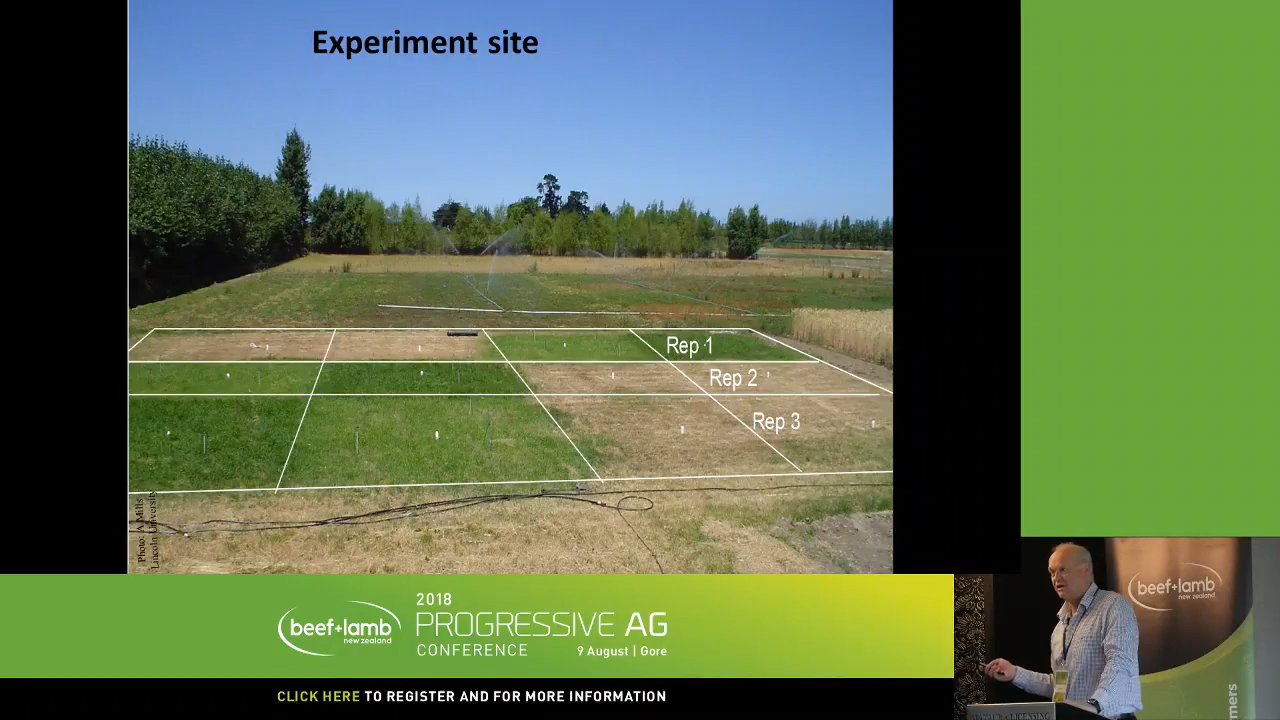 Experiment site
Rep 1
Rep 2
Rep 3
Photo: A Mills
Lincoln University
beef+lamb
new zealand
2018
PROGRESSIVE AG
CONFERENCE
9 August | Gore
CLICK HERE TO REGISTER AND FOR MORE INFORMATION
beef+lamb
new zealand
LICENSING